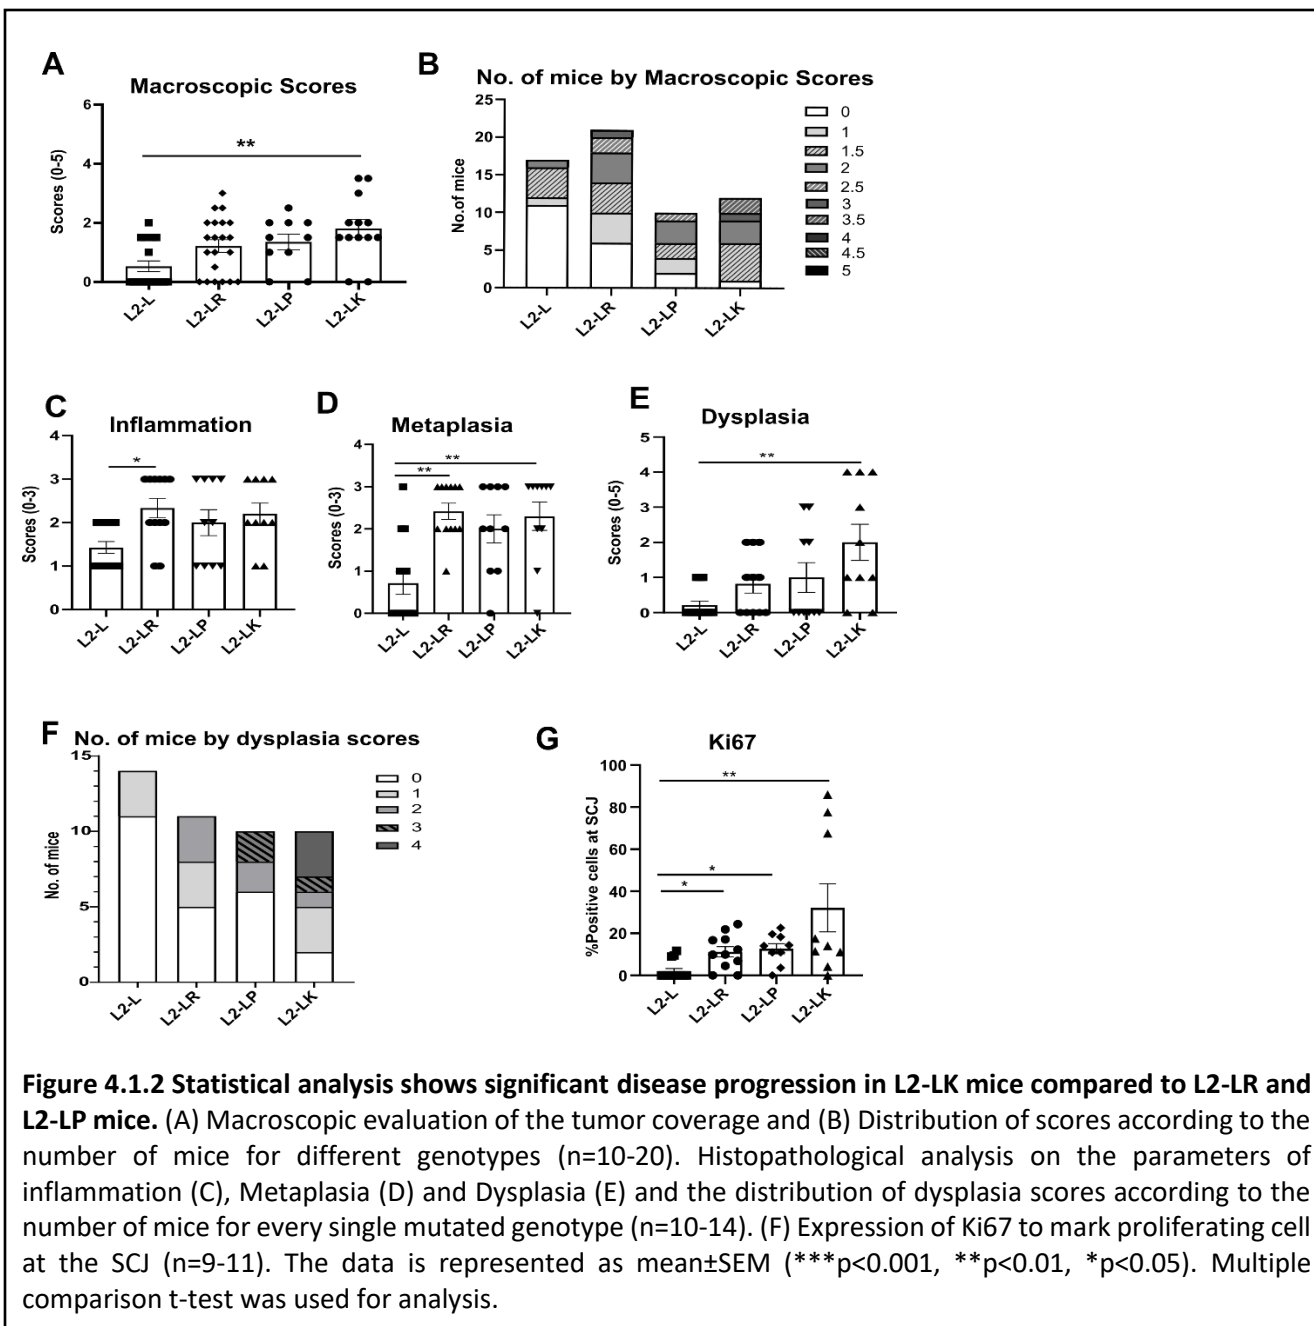 A
Macroscopic Scores
Scores (0-5)
6
4
2
0
**
L2-L
L2-LR
L2-LP
L2-LK
B
No. of mice by Macroscopic Scores
No.of mice
25
20
15
10
5
0
L2-L
L2-LR
L2-LP
L2-LK
0
1
1.5
2
2.5
3
3.5
4
4.5
5
C
Inflammation
Scores (0-3)
4
3
2
1
0
*
L2-L
L2-LR
L2-LP
L2-LK
D
Metaplasia
Scores (0-3)
4
3
2
1
0
**
**
L2-L
L2-LR
L2-LP
L2-LK
E
Dysplasia
Scores (0-5)
5
4
3
2
1
0
**
L2-L
L2-LR
L2-LP
L2-LK
F
No. of mice by dysplasia scores
No. of mice
15
10
5
0
L2-L
L2-LR
L2-LP
L2-LK
0
1
2
3
4
G
Ki67
%Positive cells at SCJ
100
80
60
40
20
0
**
*
*
L2-L
L2-LR
L2-LP
L2-LK
Figure 4.1.2 Statistical analysis shows significant disease progression in L2-LK mice compared to L2-LR and
L2-LP mice. (A) Macroscopic evaluation of the tumor coverage and (B) Distribution of scores according to the
number of mice for different genotypes (n=10-20). Histopathological analysis on the parameters of
inflammation (C), Metaplasia (D) and Dysplasia (E) and the distribution of dysplasia scores according to the
number of mice for every single mutated genotype (n=10-14). (F) Expression of Ki67 to mark proliferating cell
at the SCJ (n=9-11). The data is represented as mean±SEM (***p<0.001, **p<0.01, *p<0.05). Multiple
comparison t-test was used for analysis.